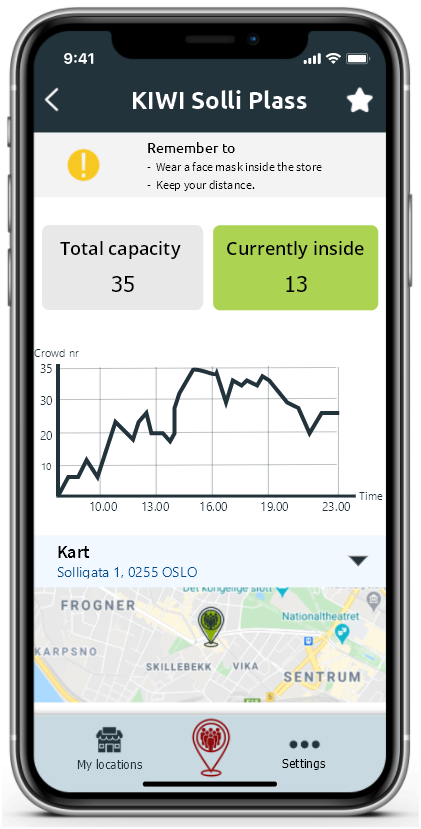 9:41
KIWI Solli Plass
Remember to
- Wear a face mask inside the store
- Keep your distance.
Total capacity
35
Currently inside
13
Crowd nr
35
30
20
10
Time
10.00 13.00 16.00 19.00 23.00
Kart
Solligata 1, 0255 OSLO
Det kongelige slott
FROGNER
Nationaltheatret
KARPSNO
SKILLEBEKK
VIKA
SENTRUM
My locations
Settings